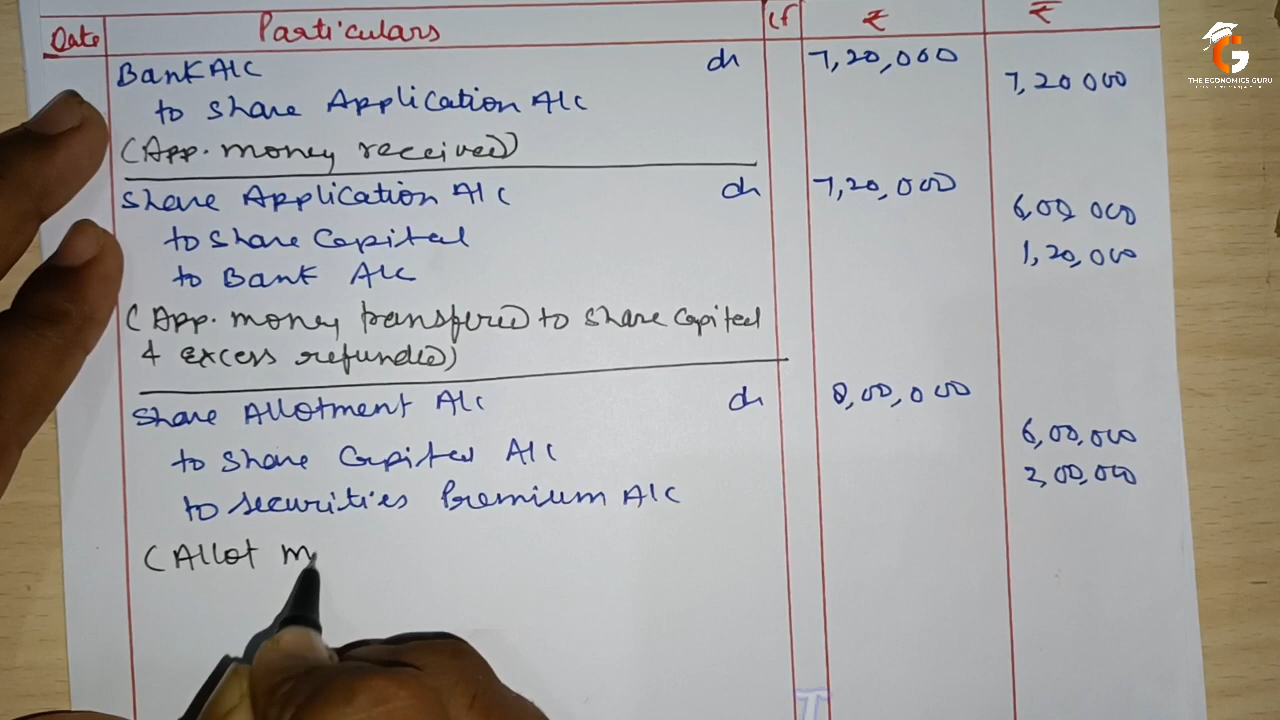 Date Particulars Lf ₹ ₹
THE ECONOMICS GURU
Bank A/c dr 7,20,000
to Share Application A/c 7,20 000
(App. money received)
Share Application A/c dr 7,20,000
to Share Capital 6,00 000
to Bank A/c 1,20,000
(App. money transfered to share Capital
& excess refunded)
Share Allotment A/c dr 8,00,000
to Share Capital A/c 6,00,000
to Securities Premium A/c 2,00,000
(Allot m